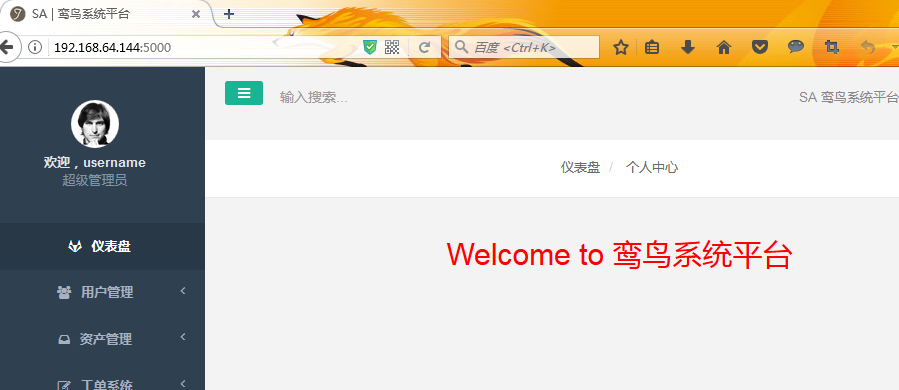 SA | 鸾鸟系统平台
192.168.64.144:5000
百度 <Ctrl+K>
欢迎，username
超级管理员
仪表盘
用户管理
资产管理
工单系统
输入搜索...
SA 鸾鸟系统平台
仪表盘 / 个人中心
Welcome to 鸾鸟系统平台